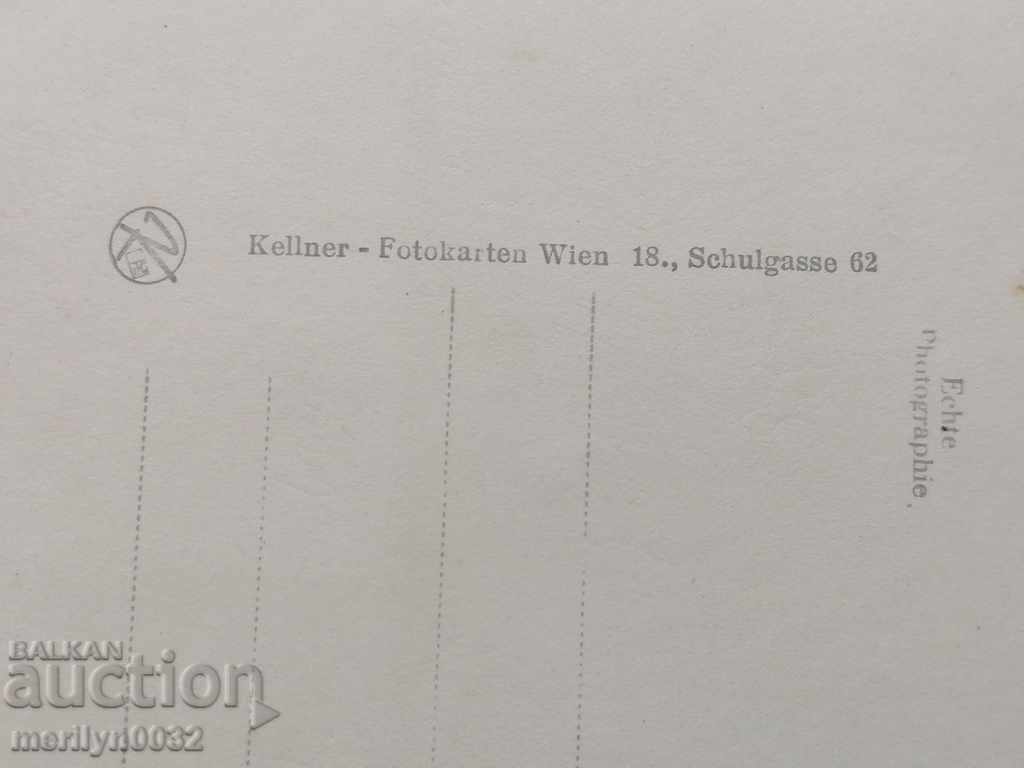 Kellner - Fotokarten Wien 18., Schulgasse 62
Echte
Photographie.
BALKAN
auction
merilyn0032